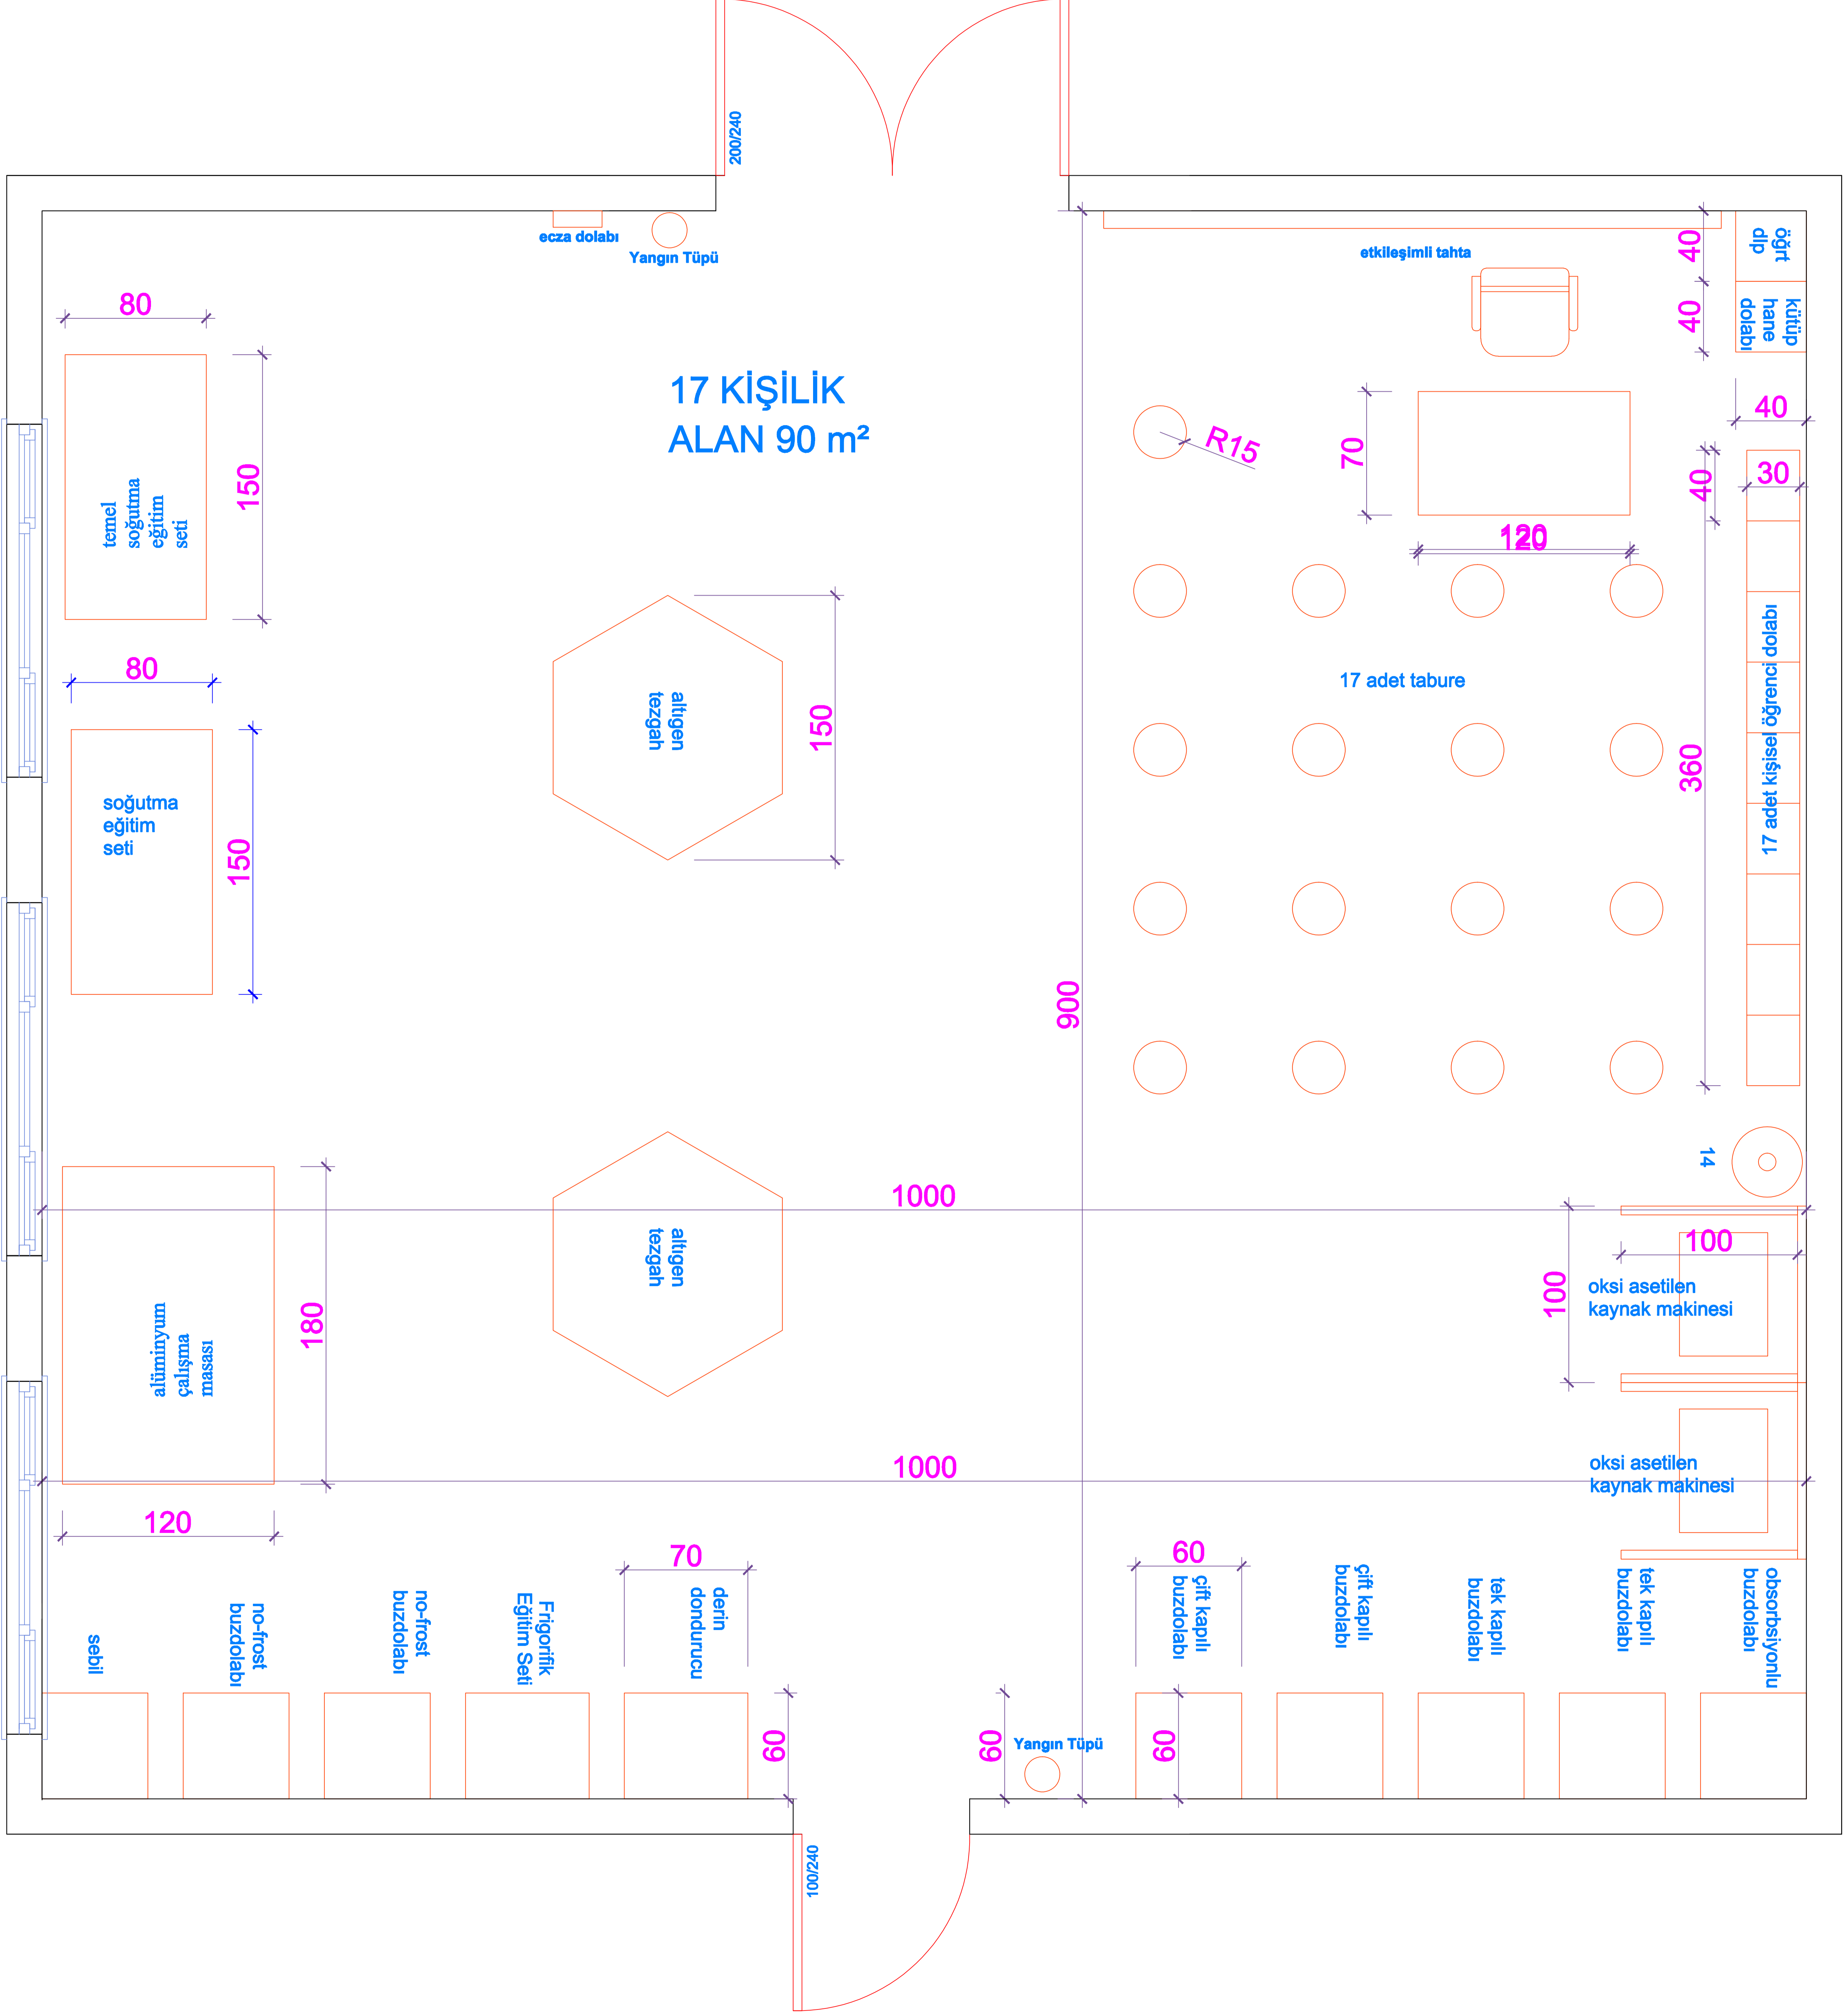 200/240
ecza dolabı
Yangın Tüpü
etkileşimli tahta
öğrt
dlp
40
kütüp
hane
dolabı
40
40
80
150
temel
soğutma
eğitim
seti
17 KİŞİLİK
ALAN 90 m²
R15
70
120
40
30
80
150
soğutma
eğitim
seti
altıgen
tezgah
150
17 adet tabure
17 adet kişisel öğrenci dolabı
360
900
14
1000
altıgen
tezgah
180
alüminyum
çalışma
masası
100
100
oksi asetilen
kaynak makinesi
1000
oksi asetilen
kaynak makinesi
120
70
60
sebil
no-frost
buzdolabı
no-frost
buzdolabı
Frigorifik
Eğitim Seti
derin
dondurucu
çift kapılı
buzdolabı
çift kapılı
buzdolabı
tek kapılı
buzdolabı
tek kapılı
buzdolabı
obsorbsiyonlu
buzdolabı
60
60
Yangın Tüpü
60
100/240